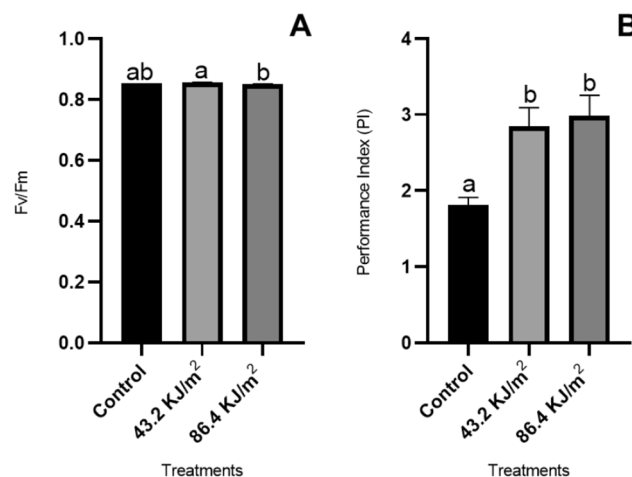 A
1.0
0.8
0.6
0.4
0.2
0.0
Fv/Fm
ab
a
b
Control
43.2 KJ/m²
86.4 KJ/m²
Treatments
B
4
3
2
1
0
Performance Index (PI)
a
b
b
Control
43.2 KJ/m²
86.4 KJ/m²
Treatments